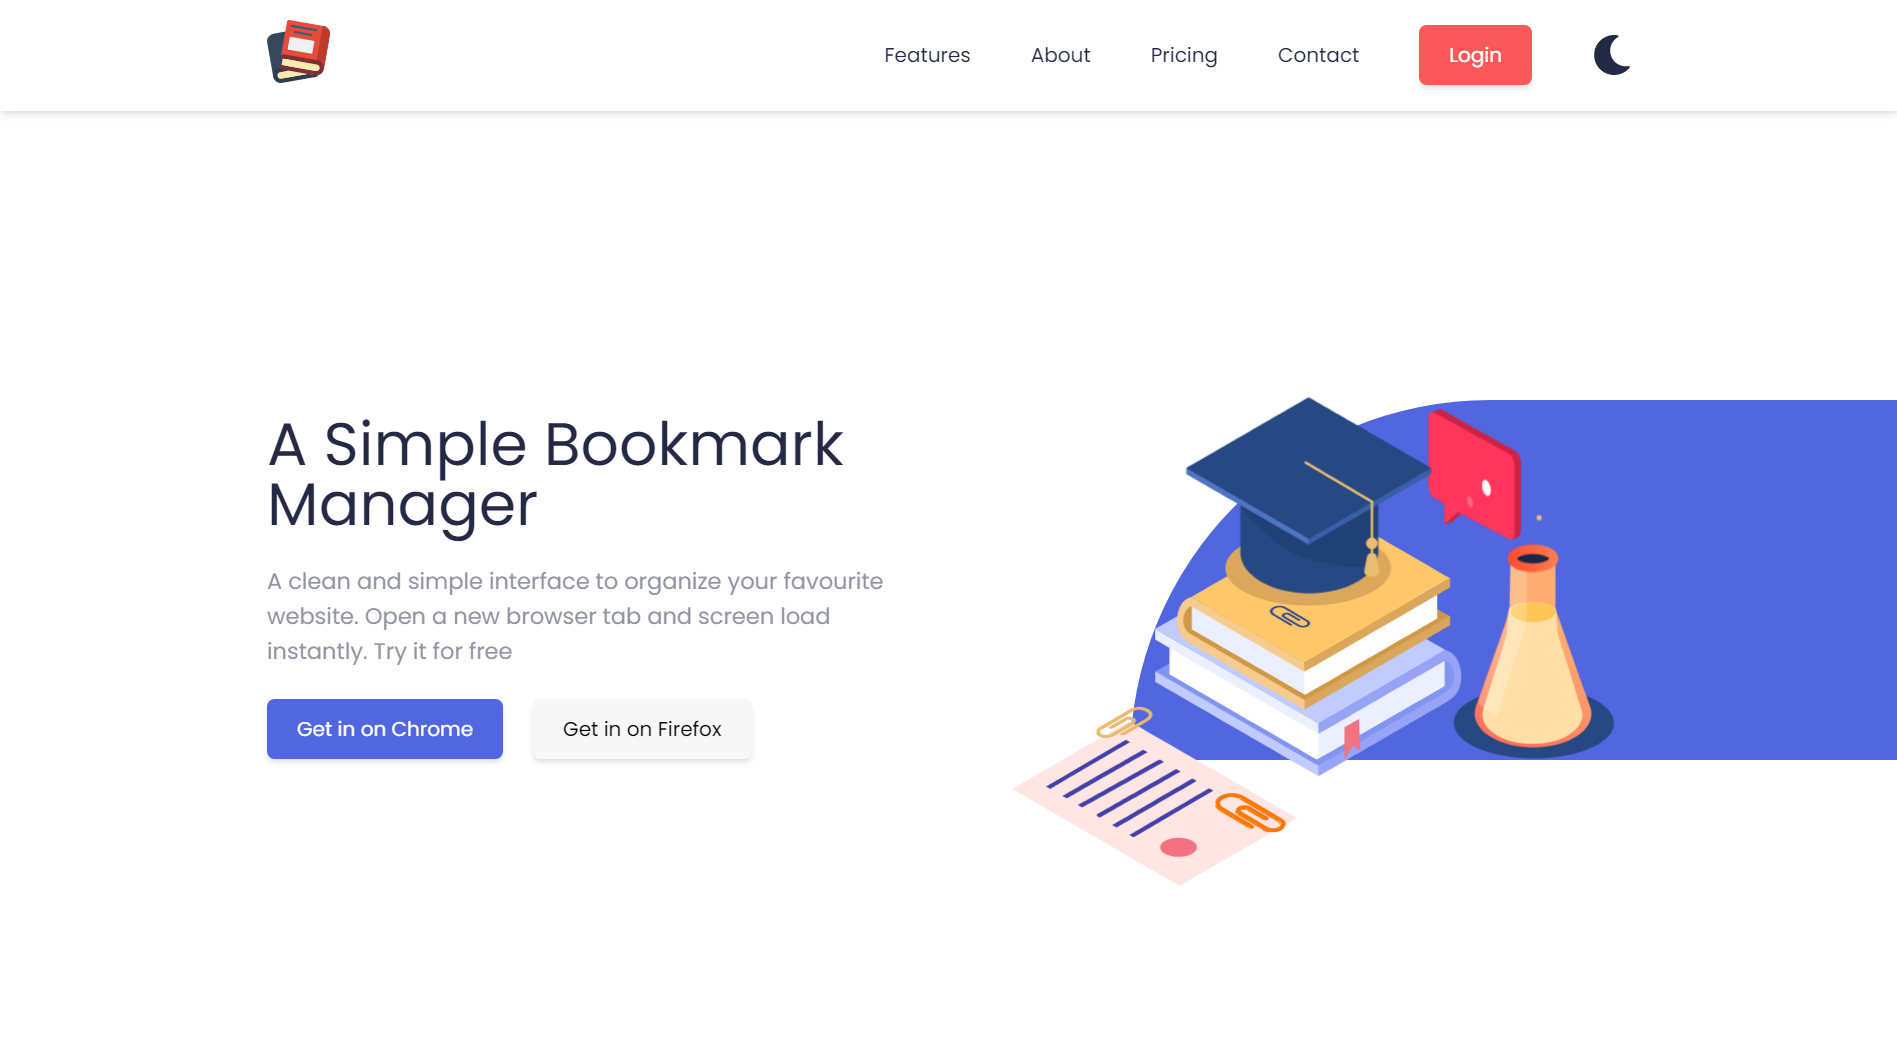 Features About Pricing Contact Login
A Simple Bookmark
Manager
A clean and simple interface to organize your favourite
website. Open a new browser tab and screen load
instantly. Try it for free
Get in on Chrome Get in on Firefox